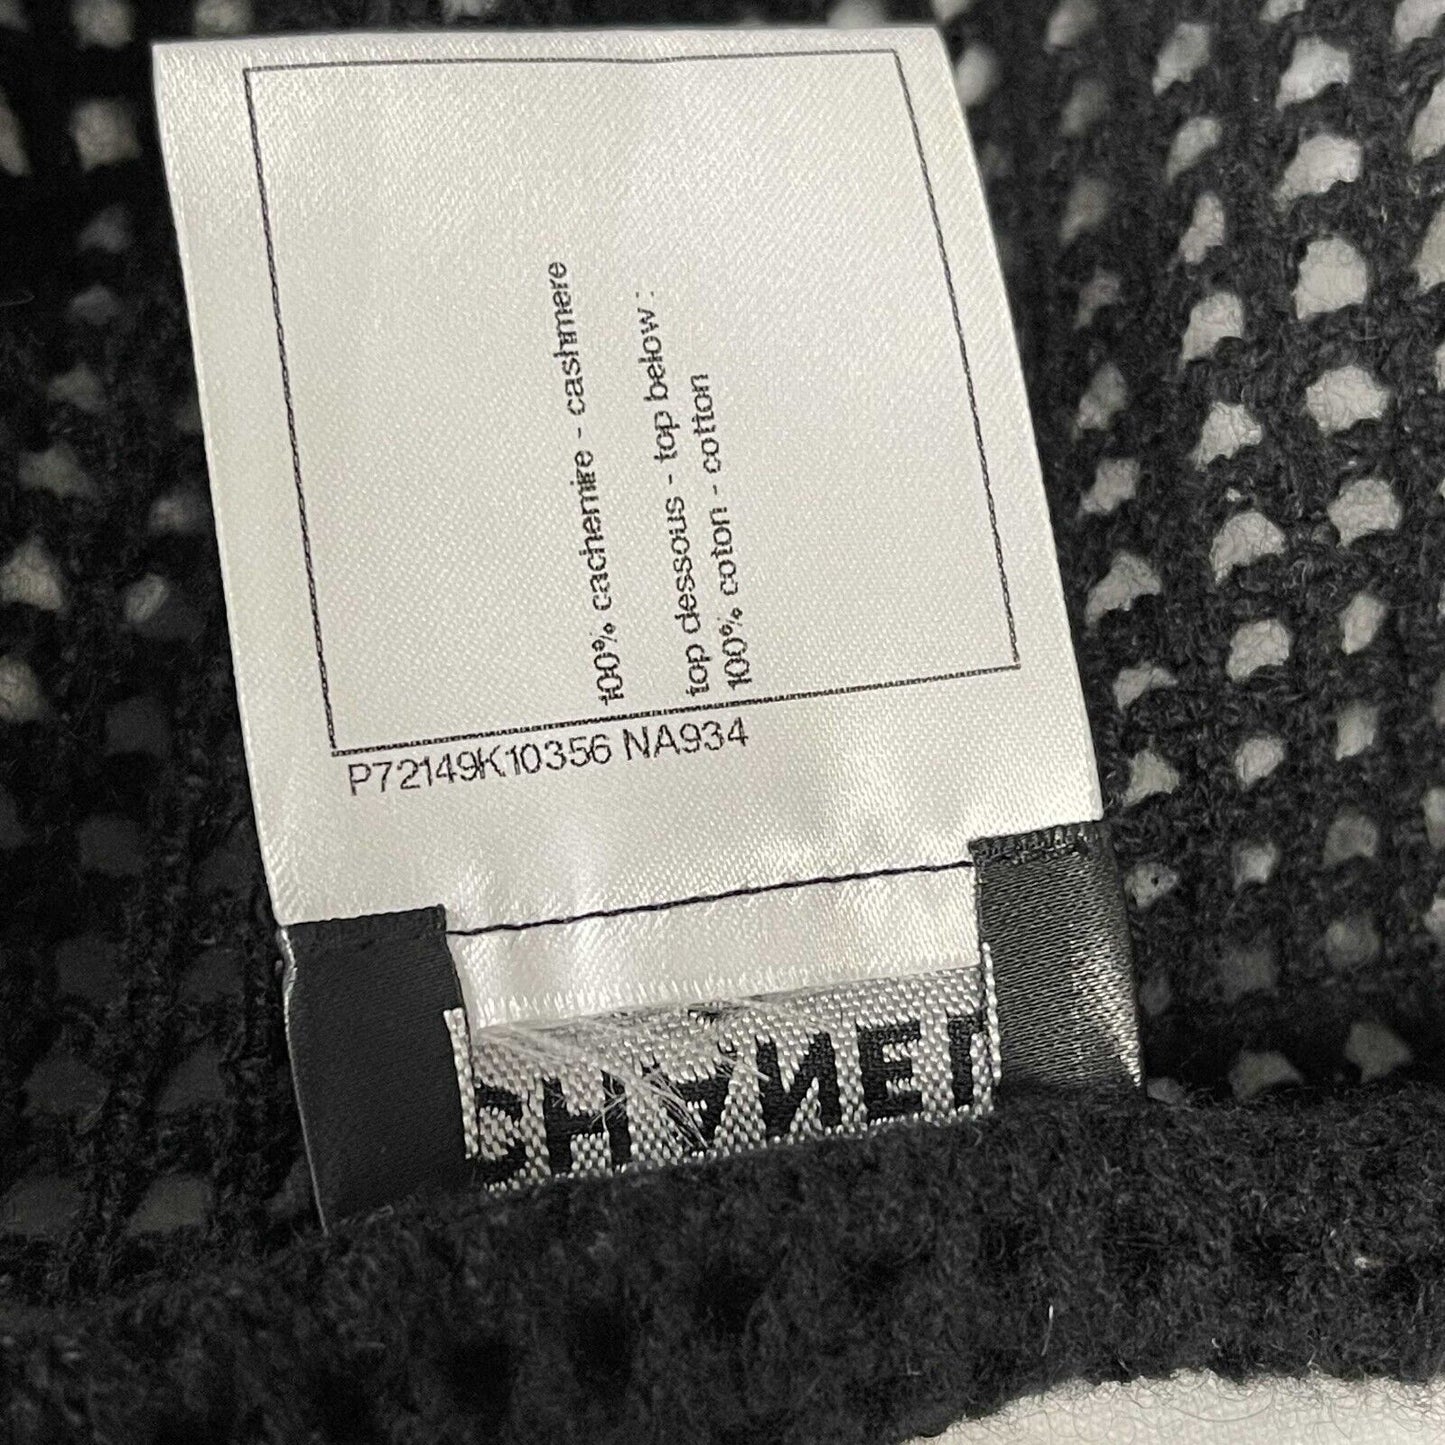 100% cachemire - cashmere
top dessous - top below :
100% coton - cotton
P72149K10356 NA934
CHANEL